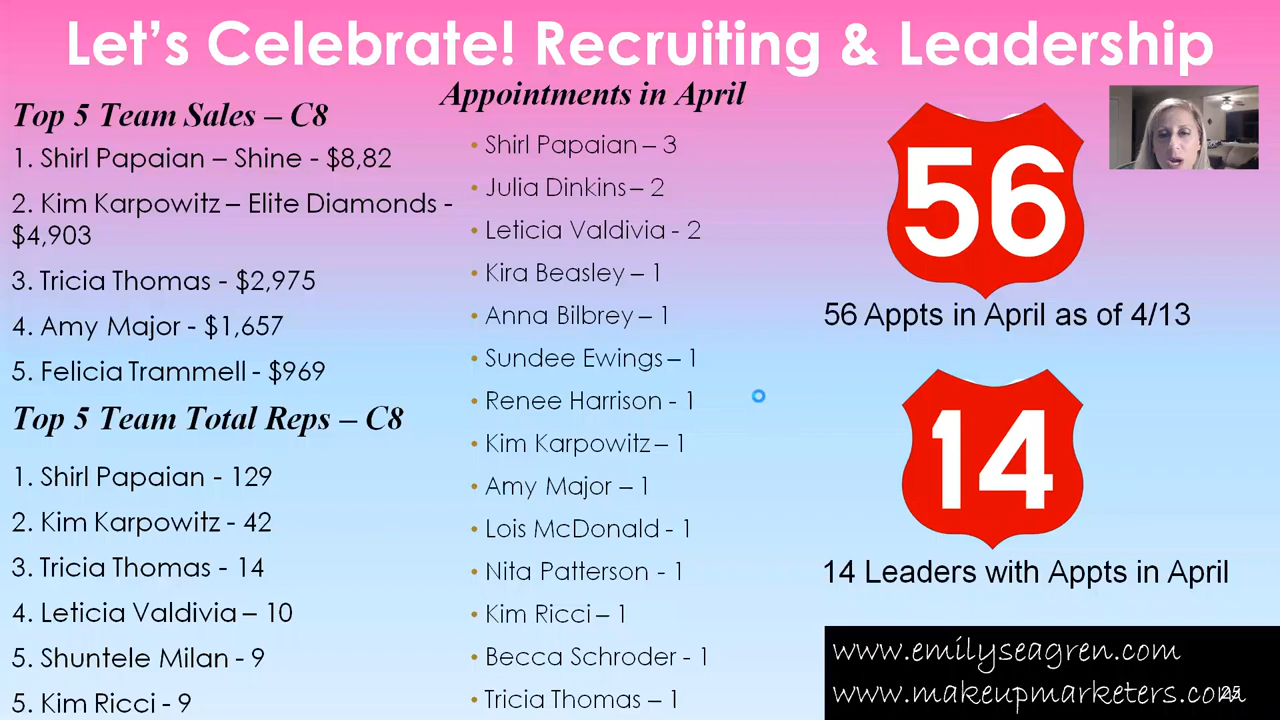 Let's Celebrate! Recruiting & Leadership
Top 5 Team Sales – C8
1. Shirl Papaian – Shine - $8,82
2. Kim Karpowitz – Elite Diamonds -
$4,903
3. Tricia Thomas - $2,975
4. Amy Major - $1,657
5. Felicia Trammell - $969
Top 5 Team Total Reps – C8
1. Shirl Papaian - 129
2. Kim Karpowitz - 42
3. Tricia Thomas - 14
4. Leticia Valdivia – 10
5. Shuntele Milan - 9
5. Kim Ricci - 9
Appointments in April
• Shirl Papaian – 3
• Julia Dinkins – 2
• Leticia Valdivia - 2
• Kira Beasley – 1
• Anna Bilbrey – 1
• Sundee Ewings – 1
• Renee Harrison - 1
• Kim Karpowitz – 1
• Amy Major – 1
• Lois McDonald - 1
• Nita Patterson - 1
• Kim Ricci – 1
• Becca Schroder - 1
• Tricia Thomas – 1
56
56 Appts in April as of 4/13
14
14 Leaders with Appts in April
www.emilyseagren.com
www.makeupmarketers.com